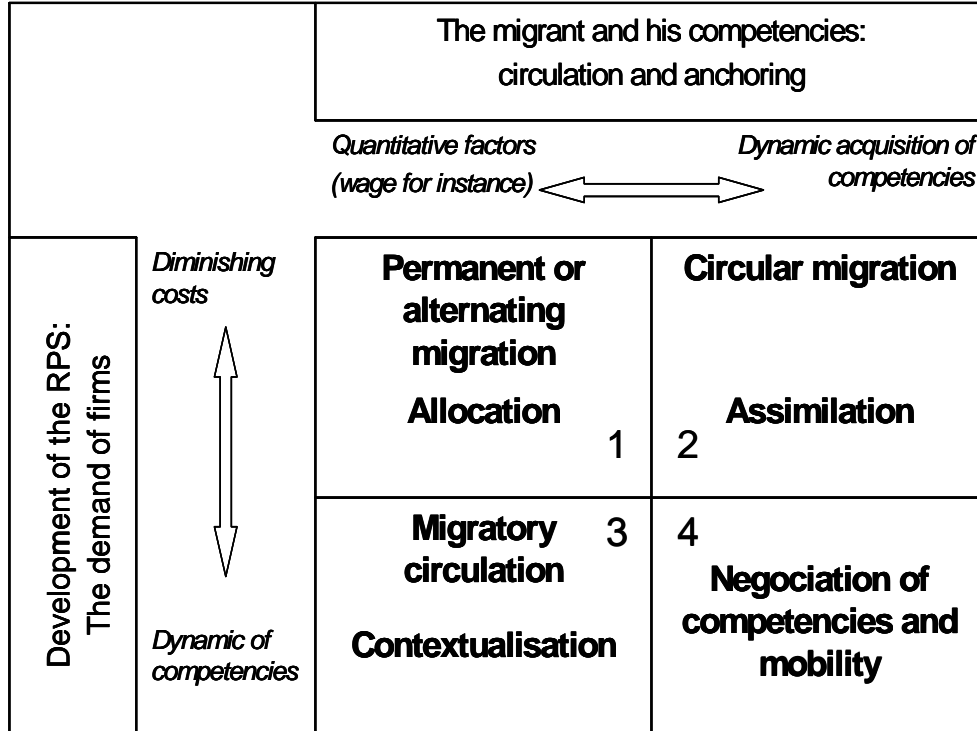 The migrant and his competencies:
circulation and anchoring
Quantitative factors
(wage for instance)
Dynamic acquisition of
competencies
Development of the RPS:
The demand of firms
Diminishing
costs
Dynamic of
competencies
Permanent or
alternating
migration
Allocation
1
Circular migration
Assimilation
2
Migratory
circulation
3
Contextualisation
4
Negociation of
competencies and
mobility